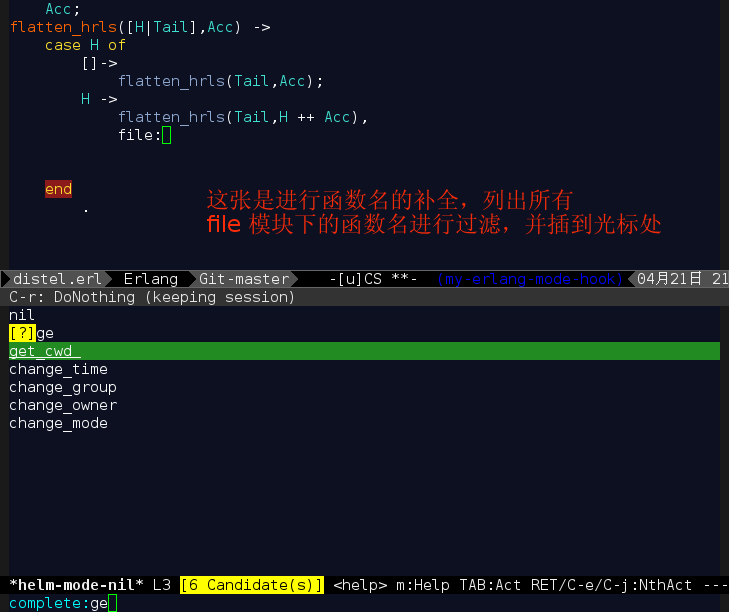 Acc;
flatten_hrls([H|Tail],Acc) ->
case H of
[]->
flatten_hrls(Tail,Acc);
H ->
flatten_hrls(Tail,H ++ Acc),
file:
end
.
这张是进行函数名的补全，列出所有
file 模块下的函数名进行过滤，并插到光标处
distel.erl Erlang Git-master -[u]CS **- (my-erlang-mode-hook) 04月21日 21
C-r: DoNothing (keeping session)
nil
[?]ge
get_cwd
change_time
change_group
change_owner
change_mode
*helm-mode-nil* L3 [6 Candidate(s)] <help> m:Help TAB:Act RET/C-e/C-j:NthAct ---
complete:ge